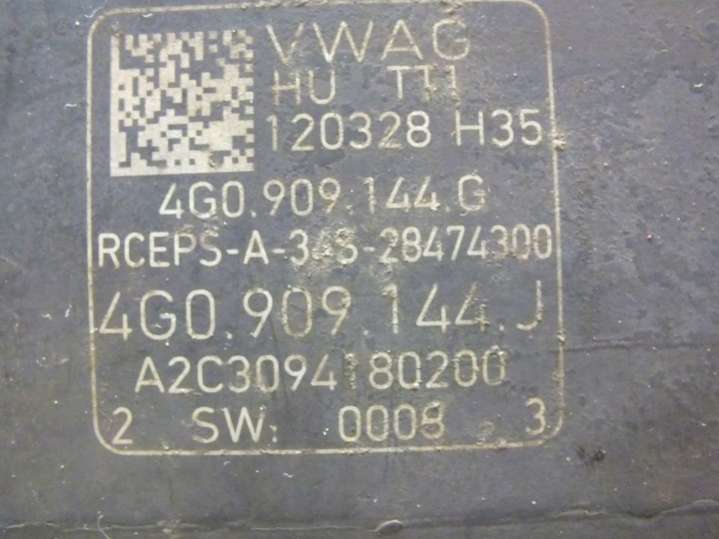 VWAG
HU TT1
120328 H35
4G0.909.144.G
RCEPS-A-348-28474300
4G0.909.144.J
A2C3094180200
2 SW: 0008 3